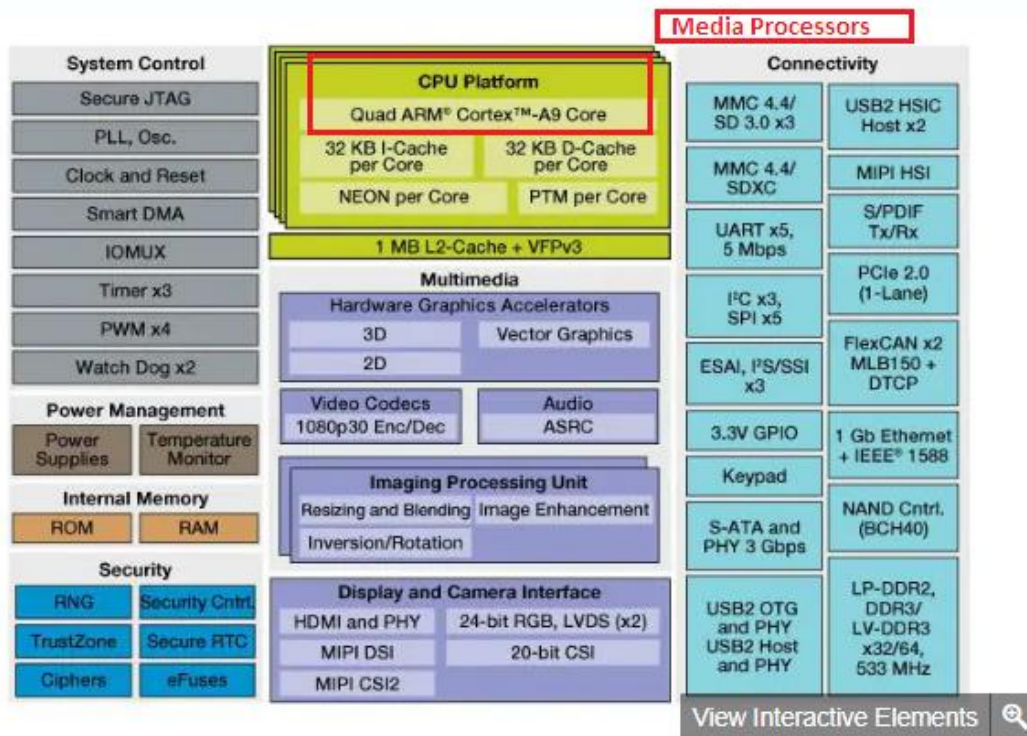 Media Processors
System Control
Secure JTAG
PLL, Osc.
Clock and Reset
Smart DMA
IOMUX
Timer x3
PWM x4
Watch Dog x2
Power Management
Power
Supplies
Temperature
Monitor
Internal Memory
ROM
RAM
Security
RNG
Security Cntrl.
TrustZone
Secure RTC
Ciphers
eFuses
CPU Platform
Quad ARM® Cortex™-A9 Core
32 KB I-Cache
per Core
32 KB D-Cache
per Core
NEON per Core
PTM per Core
1 MB L2-Cache + VFPv3
Multimedia
Hardware Graphics Accelerators
3D
Vector Graphics
2D
Video Codecs
1080p30 Enc/Dec
Audio
ASRC
Imaging Processing Unit
Resizing and Blending
Image Enhancement
Inversion/Rotation
Display and Camera Interface
HDMI and PHY
24-bit RGB, LVDS (x2)
MIPI DSI
20-bit CSI
MIPI CSI2
Connectivity
MMC 4.4/
SD 3.0 x3
MMC 4.4/
SDXC
UART x5,
5 Mbps
I²C x3,
SPI x5
ESAI, I²S/SSI
x3
3.3V GPIO
Keypad
S-ATA and
PHY 3 Gbps
USB2 OTG
and PHY
USB2 Host
and PHY
USB2 HSIC
Host x2
MIPI HSI
S/PDIF
Tx/Rx
PCIe 2.0
(1-Lane)
FlexCAN x2
MLB150 +
DTCP
1 Gb Ethernet
+ IEEE® 1588
NAND Cntrl.
(BCH40)
LP-DDR2,
DDR3/
LV-DDR3
x32/64,
533 MHz
View Interactive Elements